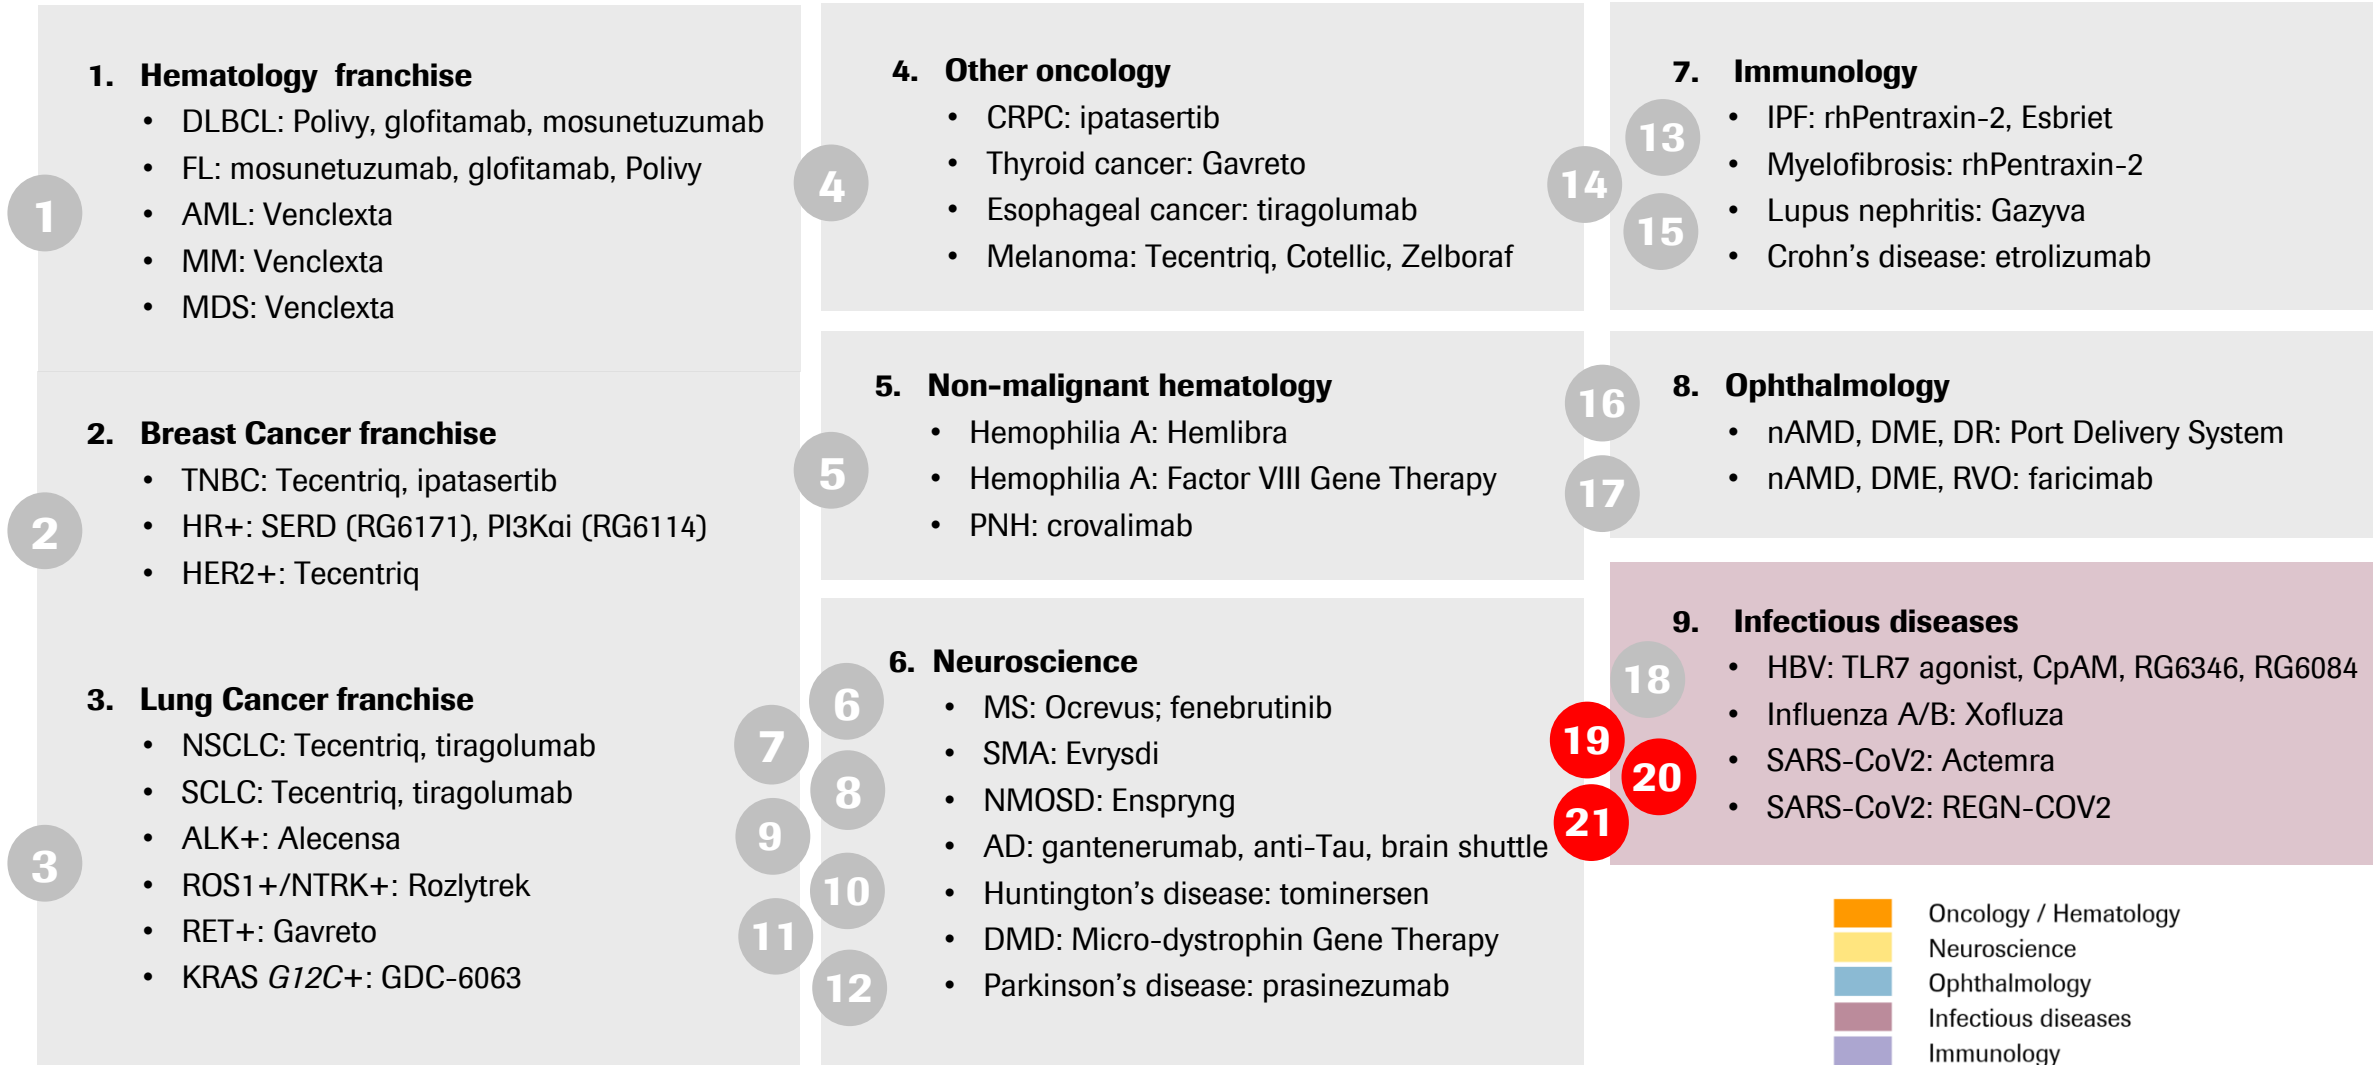 1. Hematology franchise
• DLBCL: Polivy, glofitamab, mosunetuzumab
• FL: mosunetuzumab, glofitamab, Polivy
• AML: Venclexta
• MM: Venclexta
• MDS: Venclexta
1
2. Breast Cancer franchise
• TNBC: Tecentriq, ipatasertib
• HR+: SERD (RG6171), PI3Kαi (RG6114)
• HER2+: Tecentriq
2
3. Lung Cancer franchise
• NSCLC: Tecentriq, tiragolumab
• SCLC: Tecentriq, tiragolumab
• ALK+: Alecensa
• ROS1+/NTRK+: Rozlytrek
• RET+: Gavreto
• KRAS G12C+: GDC-6063
3
4. Other oncology
• CRPC: ipatasertib
• Thyroid cancer: Gavreto
• Esophageal cancer: tiragolumab
• Melanoma: Tecentriq, Cotellic, Zelboraf
4
5. Non-malignant hematology
• Hemophilia A: Hemlibra
• Hemophilia A: Factor VIII Gene Therapy
• PNH: crovalimab
5
6. Neuroscience
• MS: Ocrevus; fenebrutinib
• SMA: Evrysdi
• NMOSD: Enspryng
• AD: gantenerumab, anti-Tau, brain shuttle
• Huntington's disease: tominersen
• DMD: Micro-dystrophin Gene Therapy
• Parkinson's disease: prasinezumab
6
7
8
9
10
11
12
7. Immunology
• IPF: rhPentraxin-2, Esbriet
• Myelofibrosis: rhPentraxin-2
• Lupus nephritis: Gazyva
• Crohn's disease: etrolizumab
13
14
15
8. Ophthalmology
• nAMD, DME, DR: Port Delivery System
• nAMD, DME, RVO: faricimab
16
17
9. Infectious diseases
• HBV: TLR7 agonist, CpAM, RG6346, RG6084
• Influenza A/B: Xofluza
• SARS-CoV2: Actemra
• SARS-CoV2: REGN-COV2
18
19
20
21
Oncology / Hematology
Neuroscience
Ophthalmology
Infectious diseases
Immunology